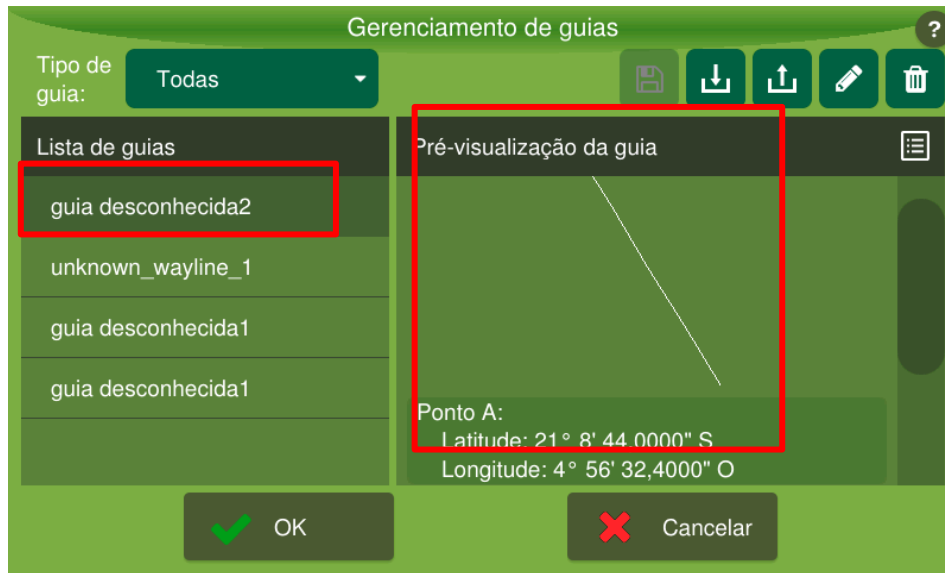 Gerenciamento de guias
?
Tipo de
guia:
Todas
Lista de guias
guia desconhecida2
unknown_wayline_1
guia desconhecida1
guia desconhecida1
Pré-visualização da guia
Ponto A:
Latitude: 21° 8' 44,0000" S
Longitude: 4° 56' 32,4000" O
OK
Cancelar